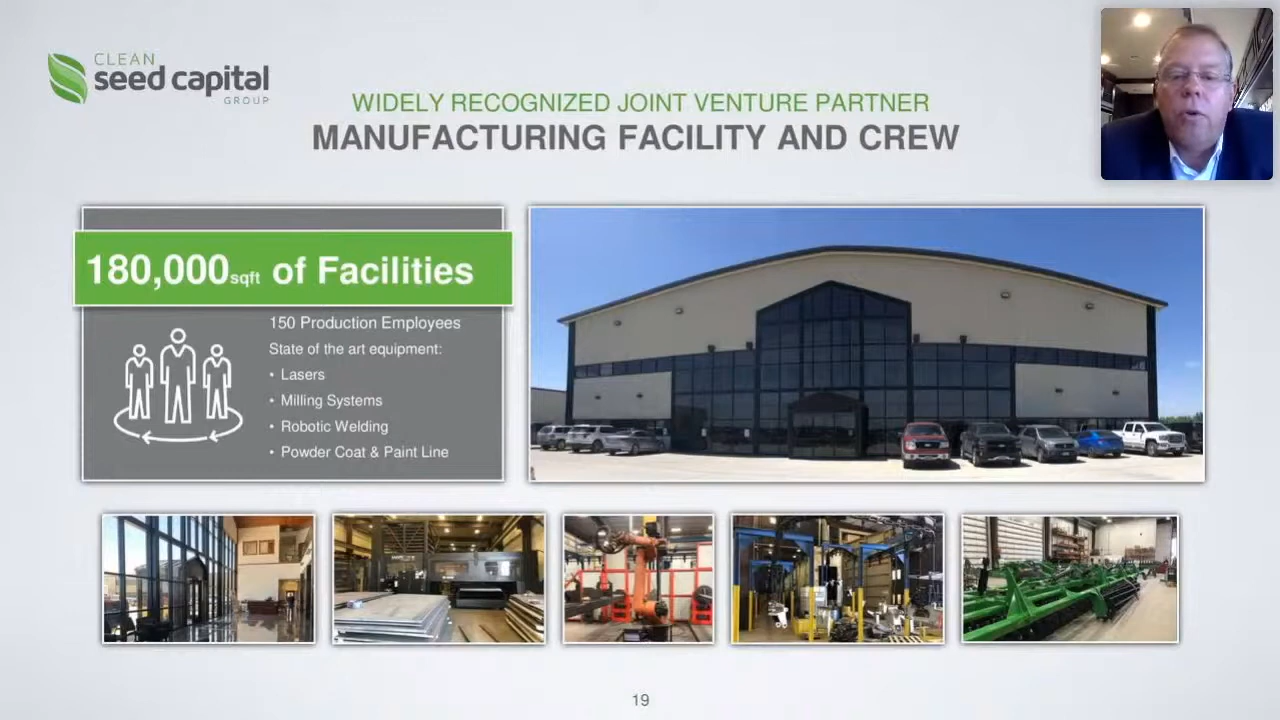 CLEAN
seed capital
GROUP
WIDELY RECOGNIZED JOINT VENTURE PARTNER
MANUFACTURING FACILITY AND CREW
180,000sqft of Facilities
150 Production Employees
State of the art equipment:
• Lasers
• Milling Systems
• Robotic Welding
• Powder Coat & Paint Line
19